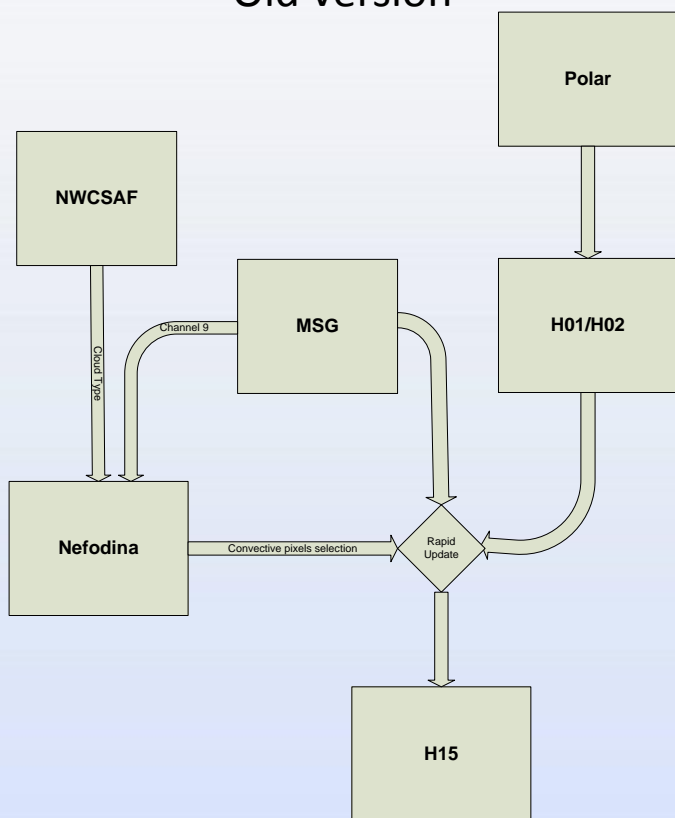 Old version
Polar
NWCSAF
MSG
H01/H02
Channel 9
Cloud Type
Nefodina
Convective pixels selection
Rapid
Update
H15